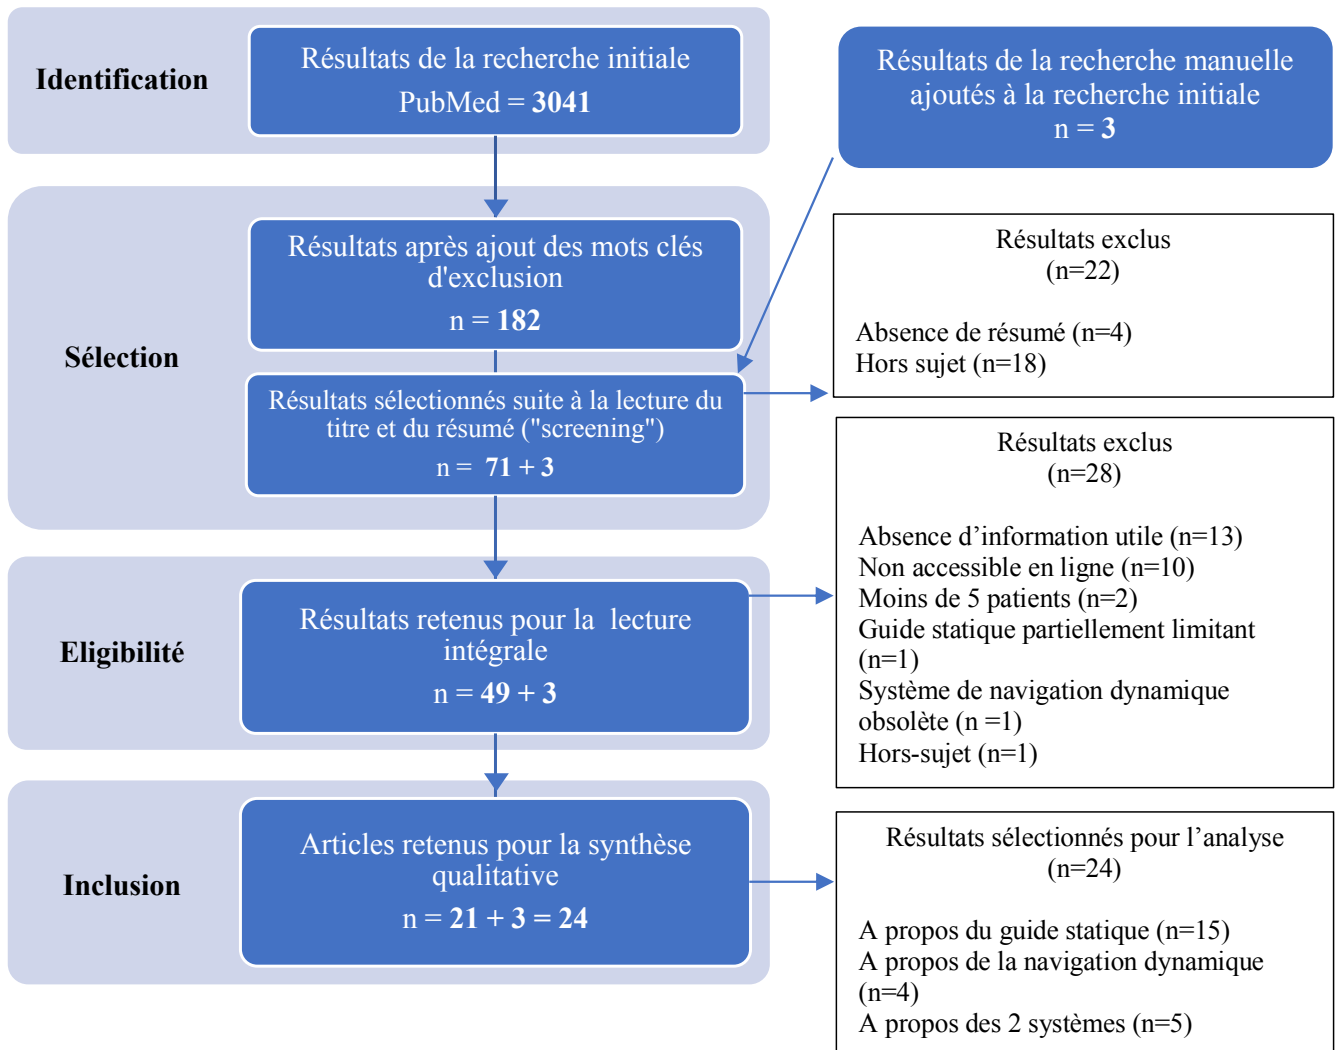 Identification
Résultats de la recherche initiale
PubMed = 3041
Résultats de la recherche manuelle
ajoutés à la recherche initiale
n = 3
Sélection
Résultats après ajout des mots clés
d'exclusion
n = 182
Résultats sélectionnés suite à la lecture du
titre et du résumé ("screening")
n = 71 + 3
Résultats exclus
(n=22)
Absence de résumé (n=4)
Hors sujet (n=18)
Eligibilité
Résultats retenus pour la lecture
intégrale
n = 49 + 3
Résultats exclus
(n=28)
Absence d’information utile (n=13)
Non accessible en ligne (n=10)
Moins de 5 patients (n=2)
Guide statique partiellement limitant
(n=1)
Système de navigation dynamique
obsolète (n =1)
Hors-sujet (n=1)
Inclusion
Articles retenus pour la synthèse
qualitative
n = 21 + 3 = 24
Résultats sélectionnés pour l’analyse
(n=24)
A propos du guide statique (n=15)
A propos de la navigation dynamique
(n=4)
A propos des 2 systèmes (n=5)